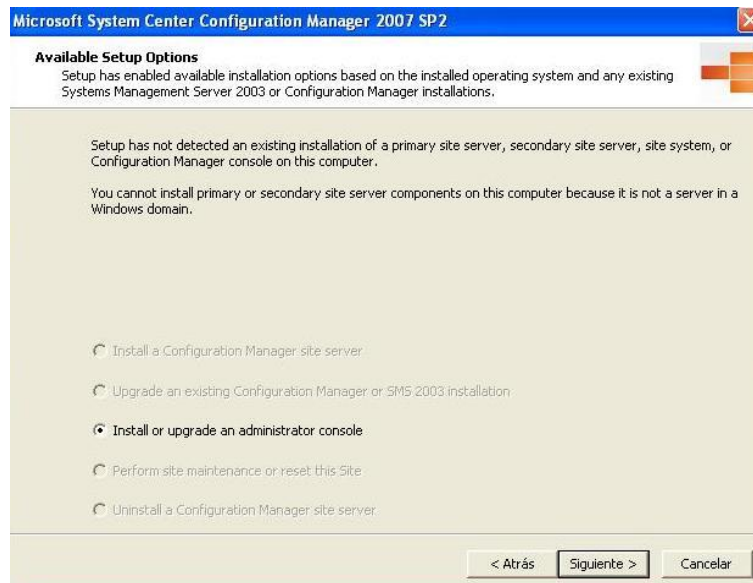 Microsoft System Center Configuration Manager 2007 SP2
Available Setup Options
Setup has enabled available installation options based on the installed operating system and any existing
Systems Management Server 2003 or Configuration Manager installations.
Setup has not detected an existing installation of a primary site server, secondary site server, site system, or
Configuration Manager console on this computer.
You cannot install primary or secondary site server components on this computer because it is not a server in a
Windows domain.
Install a Configuration Manager site server
Upgrade an existing Configuration Manager or SMS 2003 installation
Install or upgrade an administrator console
Perform site maintenance or reset this Site
Uninstall a Configuration Manager site server
< Atrás Siguiente > Cancelar